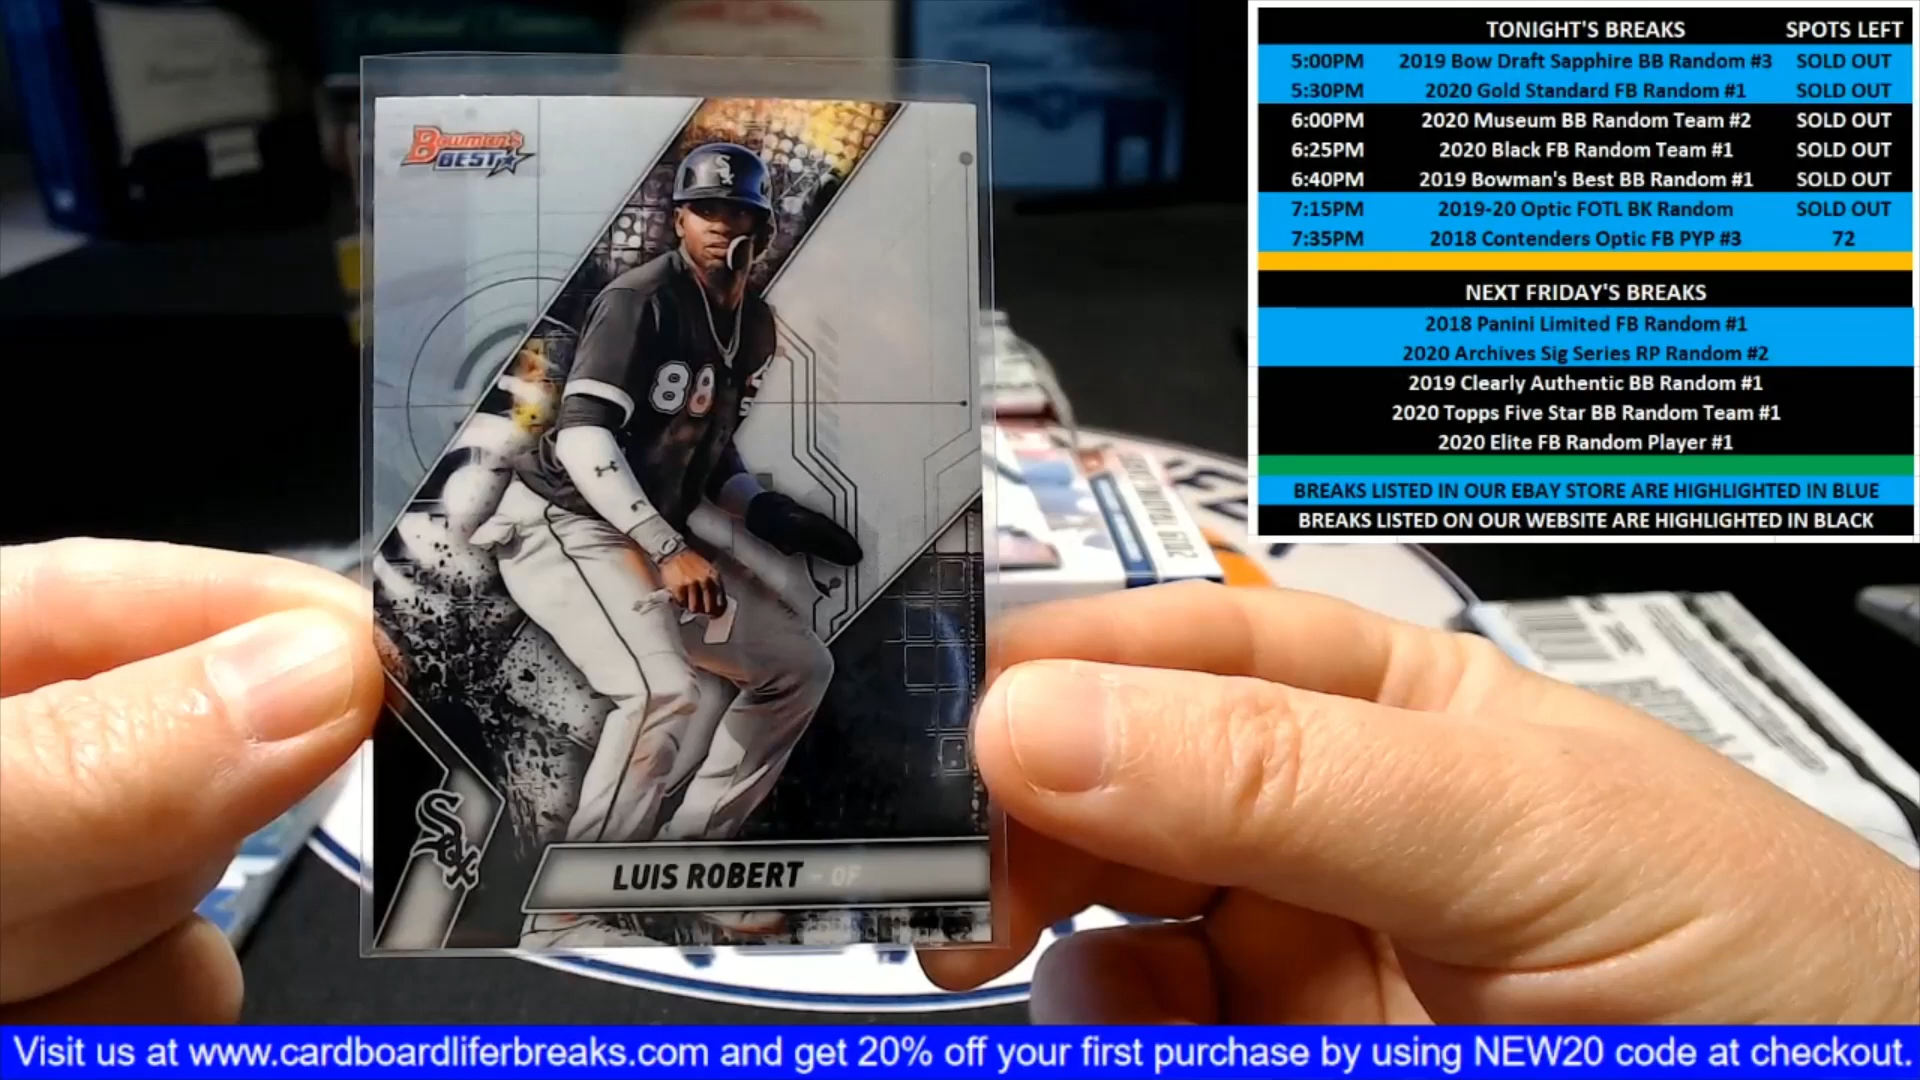 Bowman's
BEST
SOX
88
SOX
LUIS ROBERT - OF
TONIGHT'S BREAKS SPOTS LEFT
5:00PM 2019 Bow Draft Sapphire BB Random #3 SOLD OUT
5:30PM 2020 Gold Standard FB Random #1 SOLD OUT
6:00PM 2020 Museum BB Random Team #2 SOLD OUT
6:25PM 2020 Black FB Random Team #1 SOLD OUT
6:40PM 2019 Bowman's Best BB Random #1 SOLD OUT
7:15PM 2019-20 Optic FOTL BK Random SOLD OUT
7:35PM 2018 Contenders Optic FB PYP #3 72
NEXT FRIDAY'S BREAKS
2018 Panini Limited FB Random #1
2020 Archives Sig Series RP Random #2
2019 Clearly Authentic BB Random #1
2020 Topps Five Star BB Random Team #1
2020 Elite FB Random Player #1
BREAKS LISTED IN OUR EBAY STORE ARE HIGHLIGHTED IN BLUE
BREAKS LISTED ON OUR WEBSITE ARE HIGHLIGHTED IN BLACK
Visit us at www.cardboardliferbreaks.com and get 20% off your first purchase by using NEW20 code at checkout.